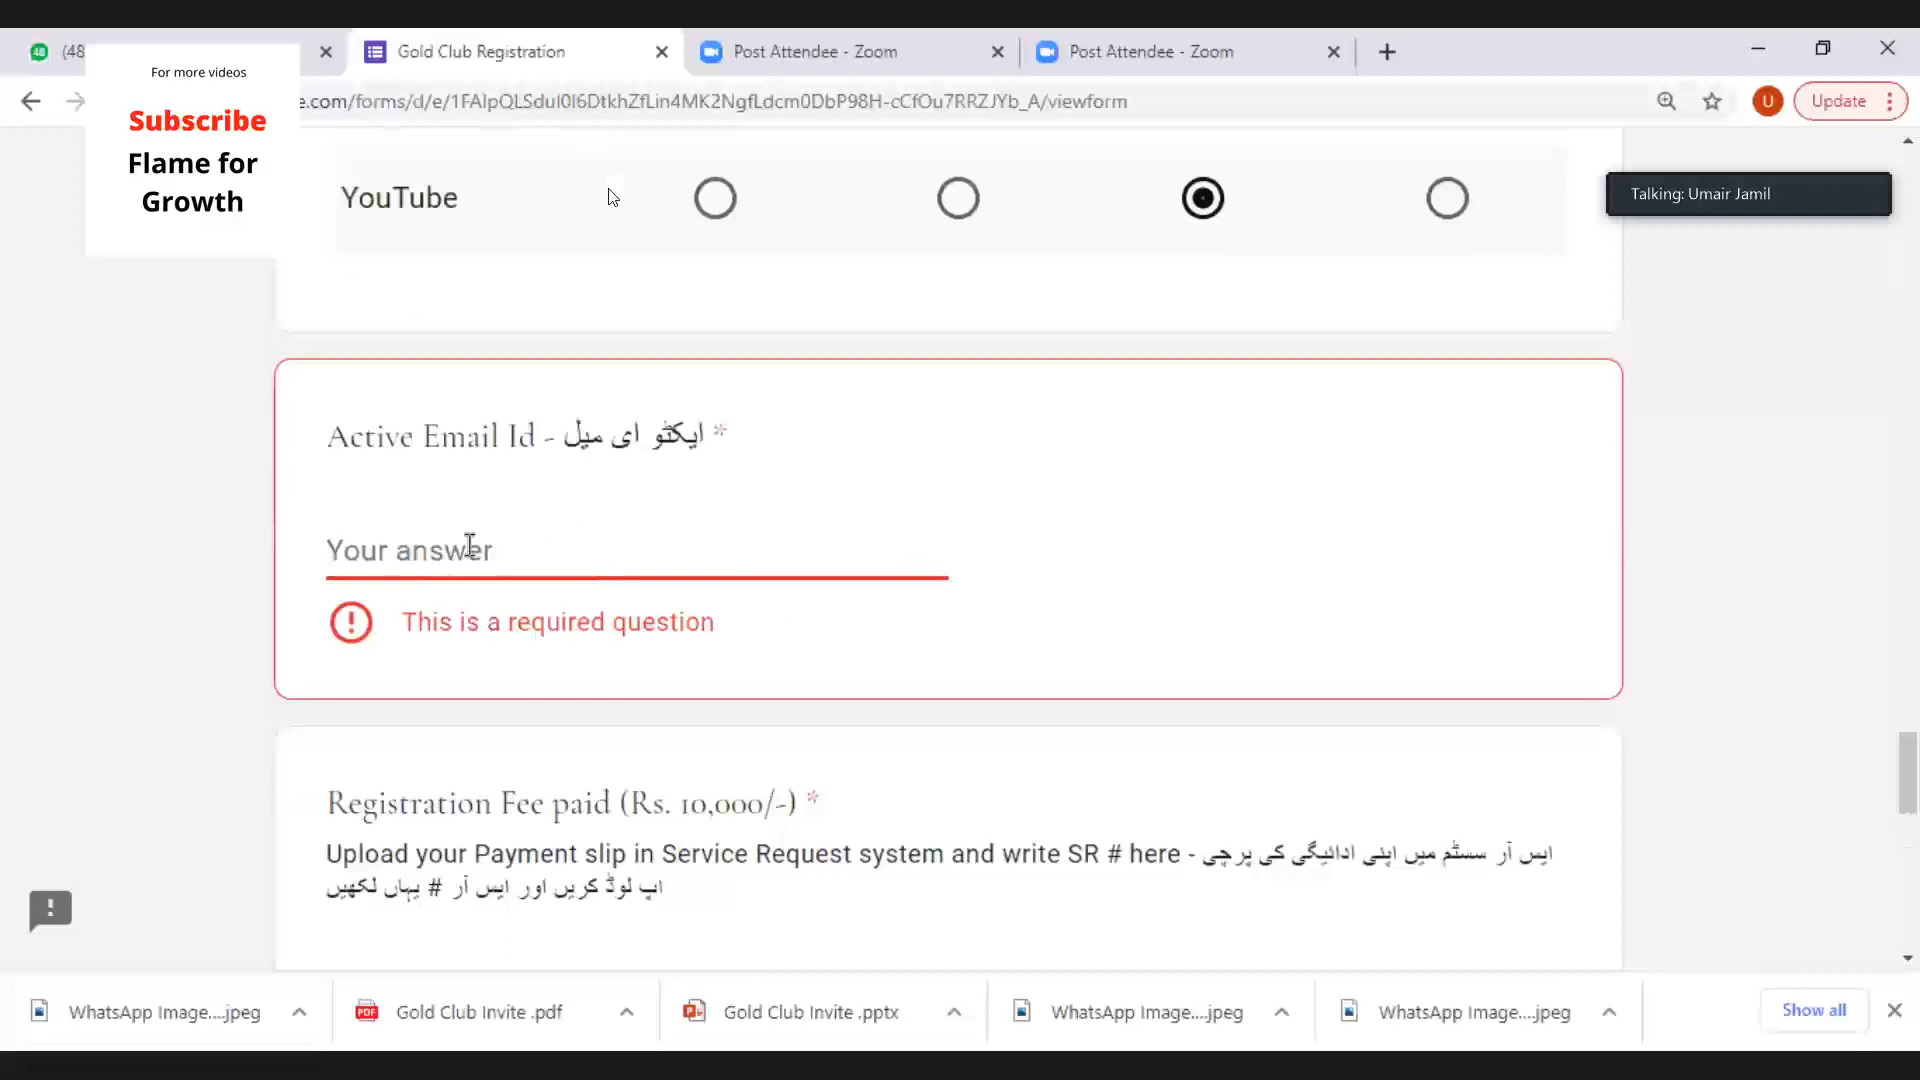 (48
Gold Club Registration
Post Attendee - Zoom
Post Attendee - Zoom
For more videos
Subscribe
Flame for
Growth
e.com/forms/d/e/1FAIpQLSdul0I6DtkhZfLin4MK2NgfLdcm0DbP98H-cCfOu7RRZJYb_A/viewform
U
Update
YouTube
Talking: Umair Jamil
Active Email Id - ایکٹو ای میل *
Your answer
This is a required question
Registration Fee paid (Rs. 10,000/-) *
Upload your Payment slip in Service Request system and write SR # here - ایس آر سسٹم میں اپنی ادائیگی کی پرچی
اپ لوڈ کریں اور ایس آر # یہاں لکھیں
WhatsApp Image....jpeg
Gold Club Invite .pdf
Gold Club Invite .pptx
WhatsApp Image....jpeg
WhatsApp Image....jpeg
Show all